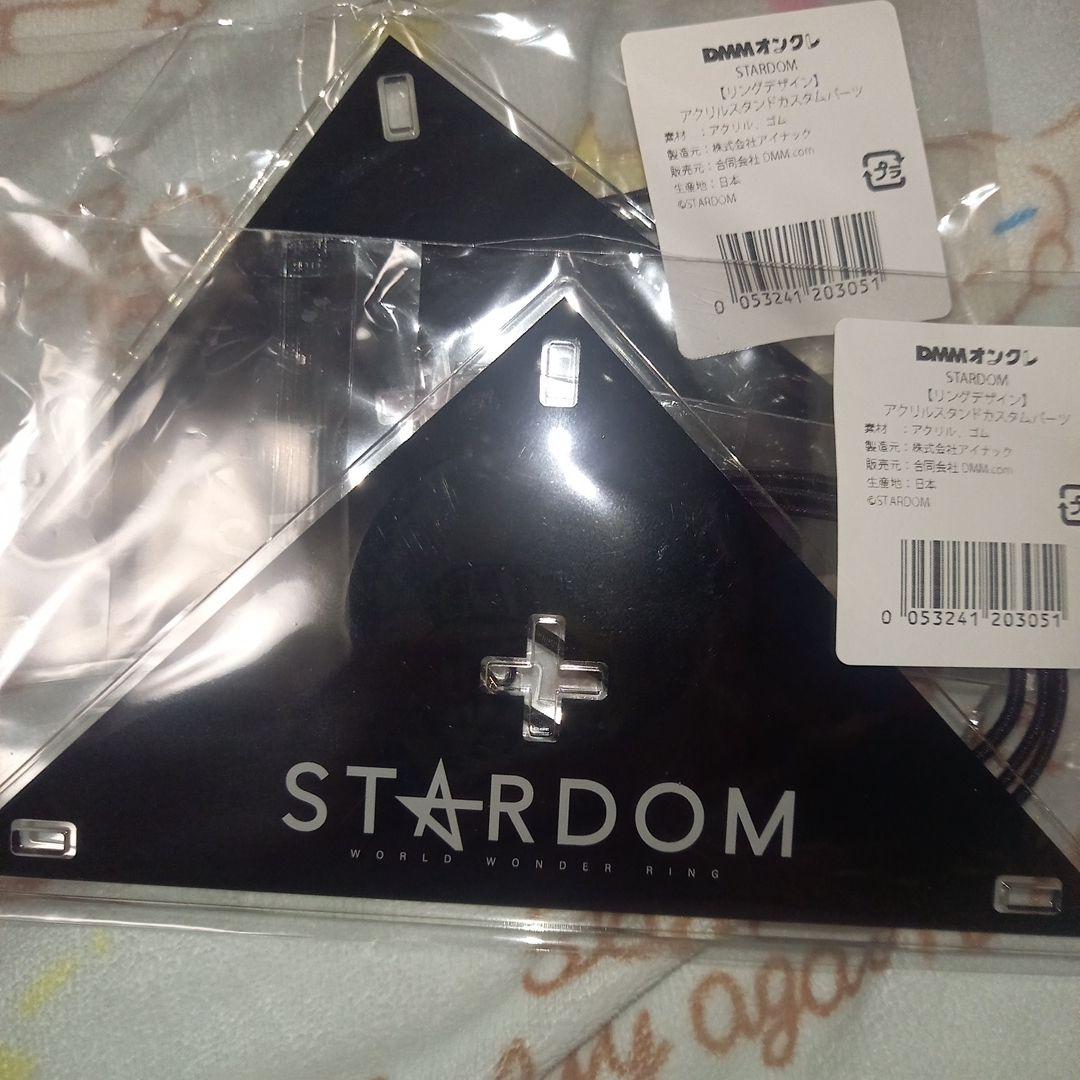 DMMオンクレ
STARDOM
【リングデザイン】
アクリルスタンドカスタムパーツ
素材　：アクリル、ゴム
製造元：株式会社アイナック
販売元：合同会社 DMM.com
生産地：日本
©STARDOM
プラ
0 053241 203051
DMMオンクレ
STARDOM
【リングデザイン】
アクリルスタンドカスタムパーツ
素材　：アクリル、ゴム
製造元：株式会社アイナック
販売元：合同会社 DMM.com
生産地：日本
©STARDOM
0 053241 203051
STARDOM
WORLD WONDER RING
again